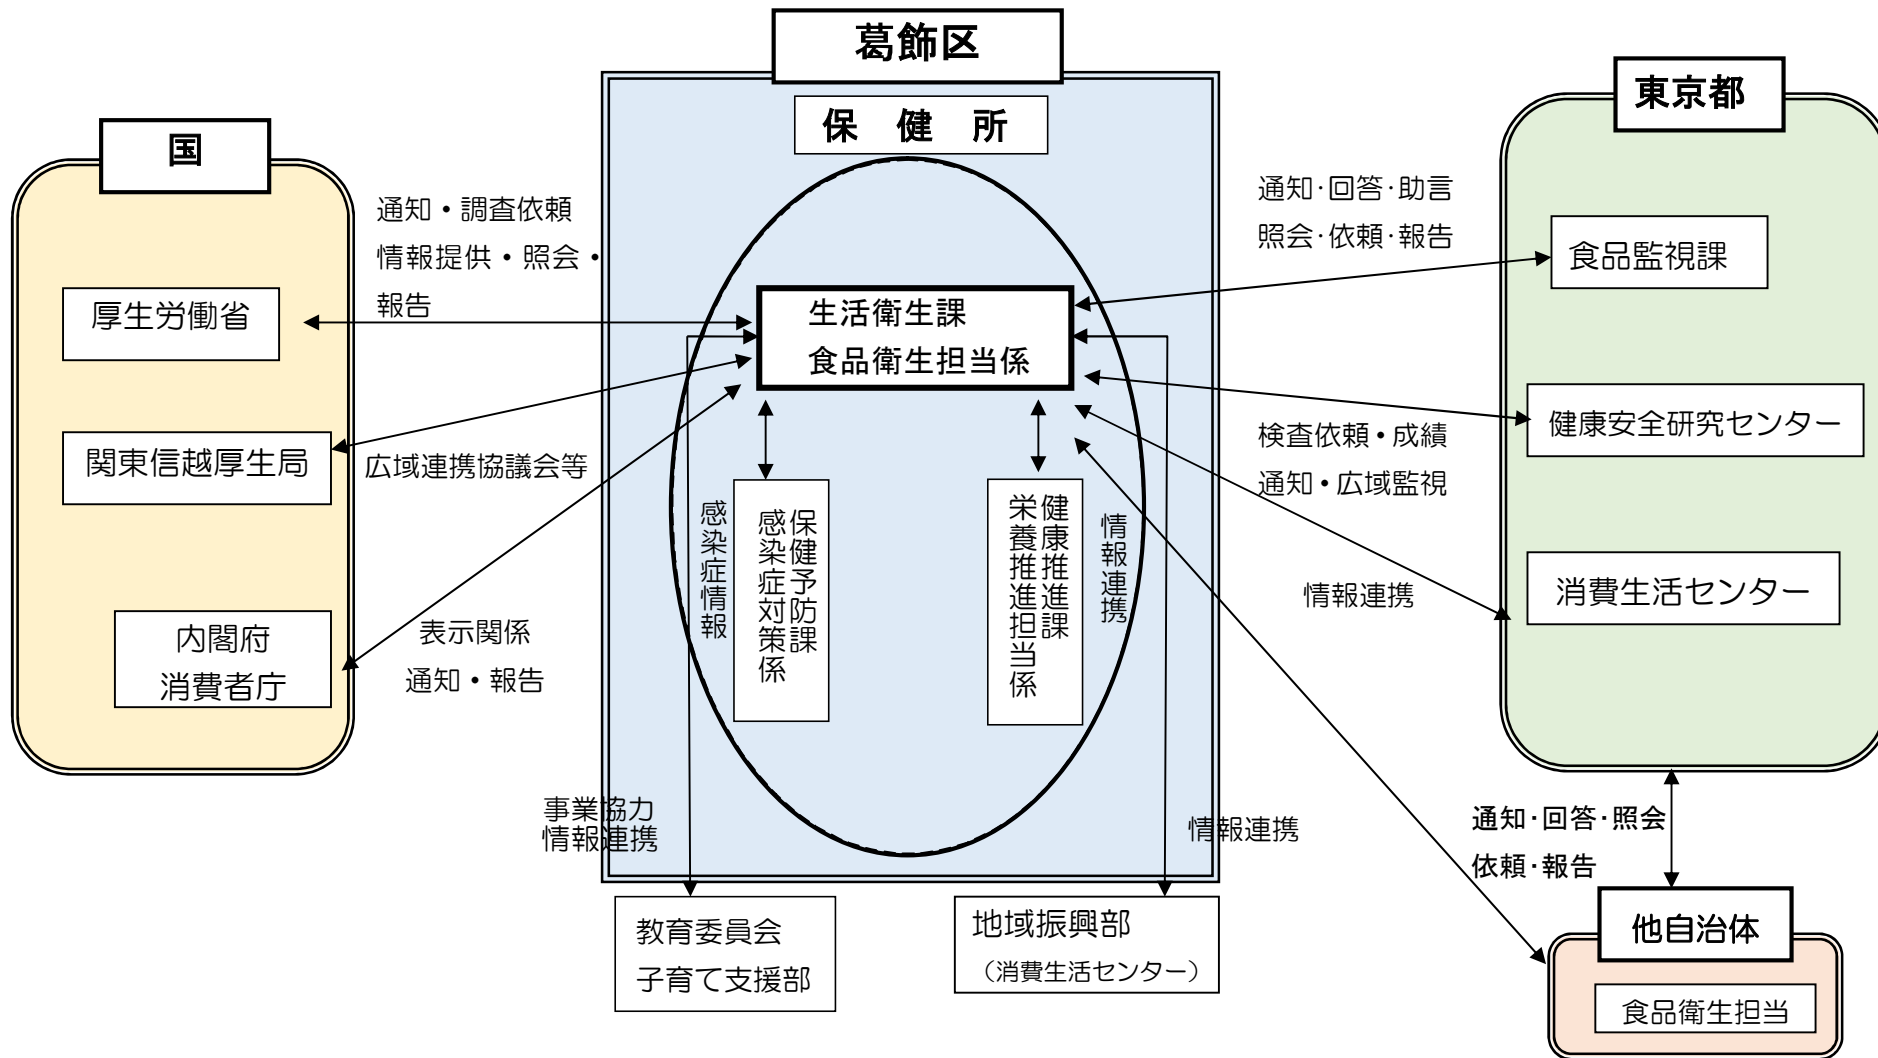 葛飾区
保健所
国
厚生労働省
関東信越厚生局
内閣府
消費者庁
通知・調査依頼
情報提供・照会・
報告
広域連携協議会等
表示関係
通知・報告
生活衛生課
食品衛生担当係
感染症情報
保健予防課
感染症対策係
健康推進課
栄養推進担当係
情報連携
事業協力
情報連携
情報連携
教育委員会
子育て支援部
地域振興部
（消費生活センター）
東京都
通知・回答・助言
照会・依頼・報告
食品監視課
健康安全研究センター
検査依頼・成績
通知・広域監視
消費生活センター
情報連携
通知・回答・照会
依頼・報告
他自治体
食品衛生担当